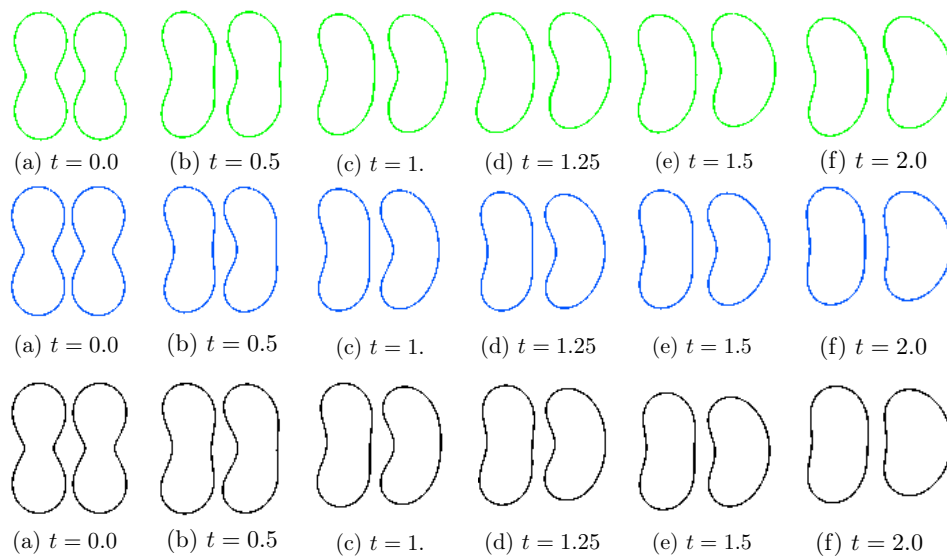 (a) t = 0.0 (b) t = 0.5 (c) t = 1. (d) t = 1.25 (e) t = 1.5 (f) t = 2.0
(a) t = 0.0 (b) t = 0.5 (c) t = 1. (d) t = 1.25 (e) t = 1.5 (f) t = 2.0
(a) t = 0.0 (b) t = 0.5 (c) t = 1. (d) t = 1.25 (e) t = 1.5 (f) t = 2.0